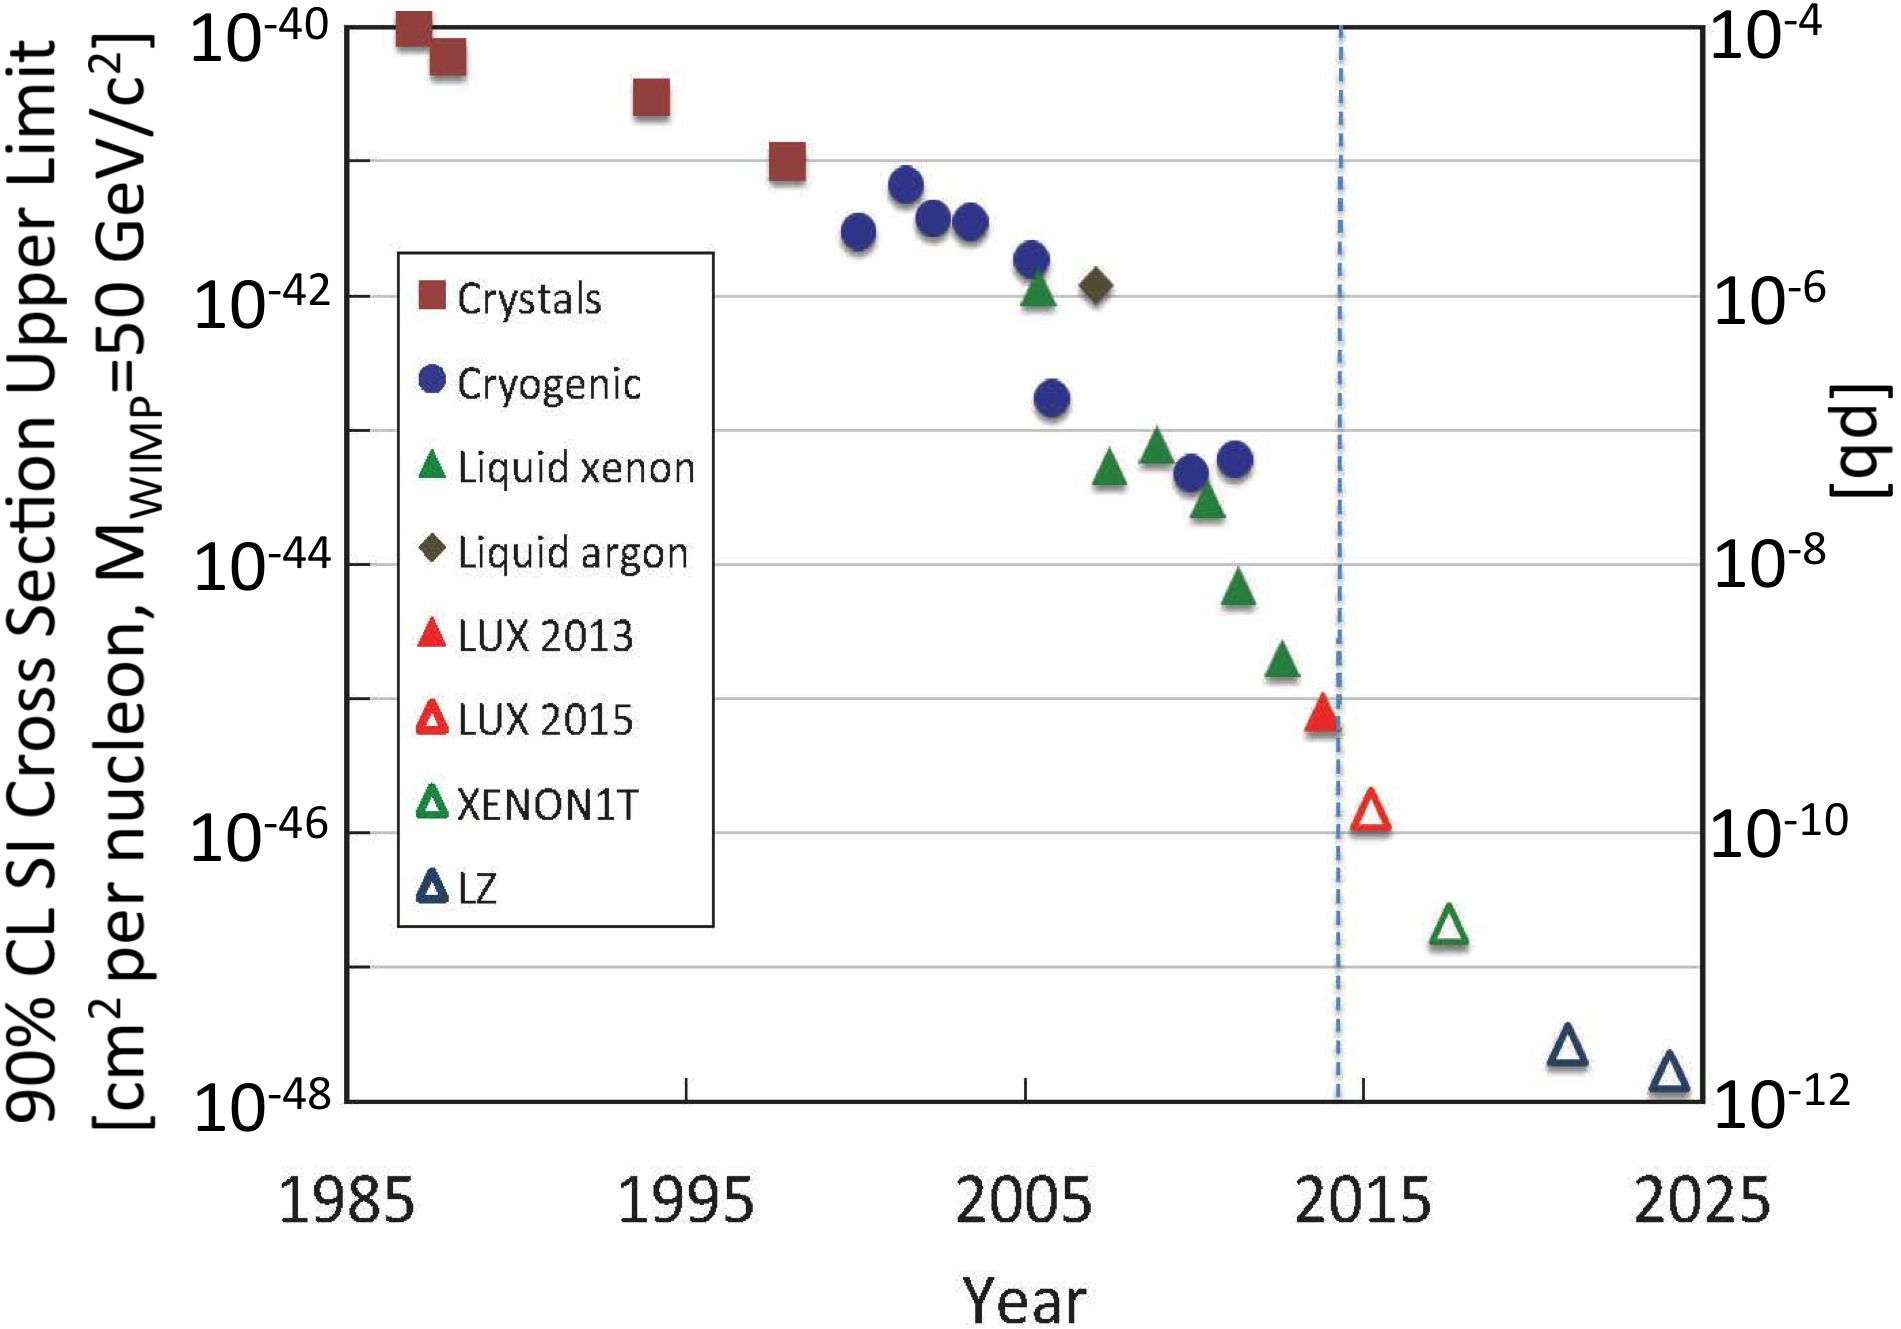 90% CL SI Cross Section Upper Limit
[cm² per nucleon, M_WIMP=50 GeV/c²]
10⁻⁴⁰
10⁻⁴²
10⁻⁴⁴
10⁻⁴⁶
10⁻⁴⁸
Crystals
Cryogenic
Liquid xenon
Liquid argon
LUX 2013
LUX 2015
XENON1T
LZ
10⁻⁴
10⁻⁶
10⁻⁸
10⁻¹⁰
10⁻¹²
[pb]
1985 1995 2005 2015 2025
Year